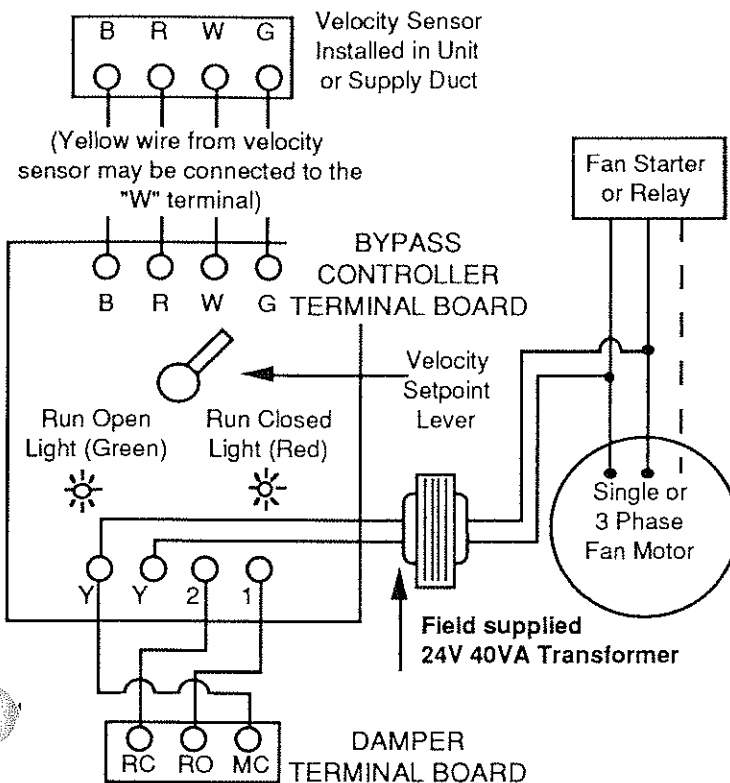 B R W G
Velocity Sensor
Installed in Unit
or Supply Duct
(Yellow wire from velocity
sensor may be connected to the
"W" terminal)
Fan Starter
or Relay
BYPASS
CONTROLLER
TERMINAL BOARD
B R W G
Velocity
Setpoint
Lever
Run Open
Light (Green)
Run Closed
Light (Red)
Single or
3 Phase
Fan Motor
Y Y 2 1
Field supplied
24V 40VA Transformer
RC RO MC
DAMPER
TERMINAL BOARD